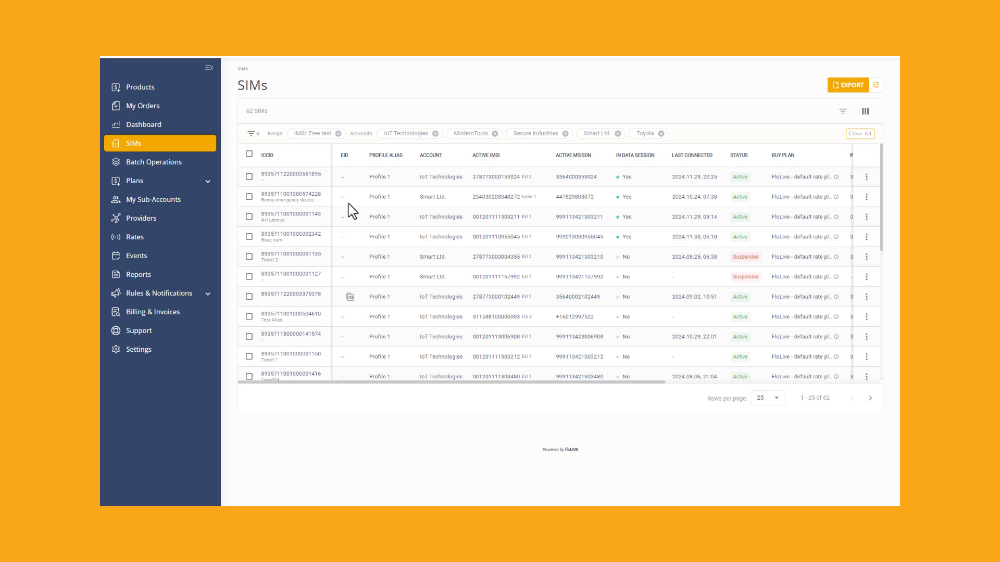 Products
My Orders
Dashboard
SIMs
Batch Operations
Plans
My Sub-Accounts
Providers
Rates
Events
Reports
Rules & Notifications
Billing & Invoices
Support
Settings
SIMS
SIMs
EXPORT
62 SIMs
6 Range IMSI: Free text Accounts IoT Technologies ModernTools Secure Industries Smart Ltd. Toyota Clear All
ICCID EID PROFILE ALIAS ACCOUNT ACTIVE IMSI ACTIVE MSISDN IN DATA SESSION LAST CONNECTED STATUS BUY PLAN
8935711220003551895 -- Profile 1 IoT Technologies 278773000153024 EU 2 3564000353024 Yes 2024.11.29, 22:25 Active FloLive - default rate pl... 3
--
8935711001080574228 -- Profile 1 Smart Ltd. 234030208348272 India 1 447829803072 Yes 2024.10.24, 07:38 Active FloLive - default rate pl... 3
Benny emergency device
8935711001000031143 -- Profile 1 IoT Technologies 001201111303211 EU 1 999113421303211 Yes 2024.11.29, 09:14 Active FloLive - default rate pl... 0
Avi Lenovo
8935711001000002342 -- Profile 1 IoT Technologies 001201110955045 EU 1 999013090955045 Yes 2024.11.30, 05:10 Active FloLive - default rate pl... 3
Boaz cam
8935711001000031135 -- Profile 1 Smart Ltd. 278773000004355 EU 2 999113421303210 No 2024.08.25, 06:38 Suspended FloLive - default rate pl... 3
Travel 2
8935711001000031127 -- Profile 1 Smart Ltd. 001201111157992 EU 1 999113421157992 No - Suspended FloLive - default rate pl... --
--
8935711220003375378 ID Profile 1 IoT Technologies 278773000102449 EU 2 35640002102449 No 2024.09.02, 10:51 Active FloLive - default rate pl... 3
--
8935711001000504610 -- Profile 1 IoT Technologies 311588100000003 US 2 +16012997522 No - Active FloLive - default rate pl... 3
Test Alias
8935711800000141574 -- Profile 1 IoT Technologies 001201113006908 EU 1 999113423006908 No 2024.10.29, 22:01 Active FloLive - default rate pl... 3
--
8935711001000031150 -- Profile 1 IoT Technologies 001201111303212 EU 1 999113421303212 No - Active FloLive - default rate pl... 3
Travel 1
8935711001000031416 -- Profile 1 IoT Technologies 001201111303480 EU 1 999113421303480 No 2024.08.06, 21:04 Active FloLive - default rate pl... 3
Travel14
Rows per page: 25 1 - 25 of 62
Powered by floLIVE